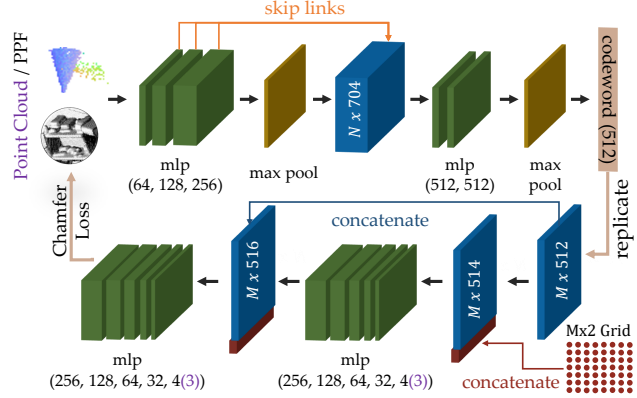 skip links
Point Cloud / PPF
N x 704
codeword (512)
mlp
(64, 128, 256)
max pool
mlp
(512, 512)
max
pool
replicate
Chamfer
Loss
concatenate
M x 516
M x 514
M x 512
Mx2 Grid
mlp
(256, 128, 64, 32, 4(3))
mlp
(256, 128, 64, 32, 4(3))
concatenate